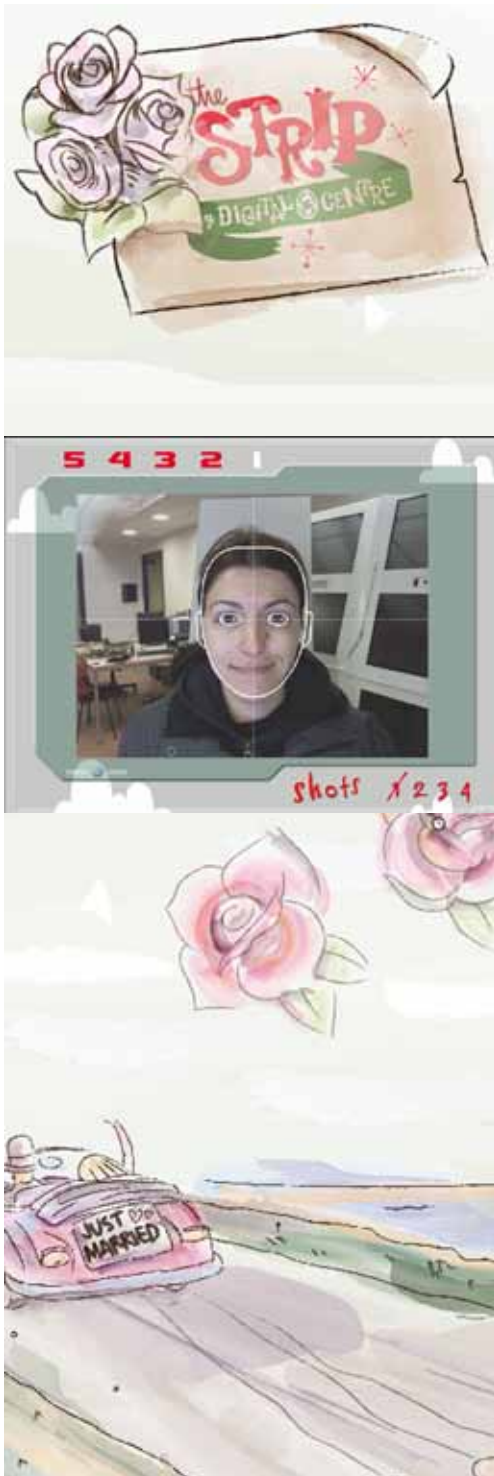 the
STRIP
DIGITAL CENTRE
5 4 3 2 1
shots 1 2 3 4
JUST
MARRIED